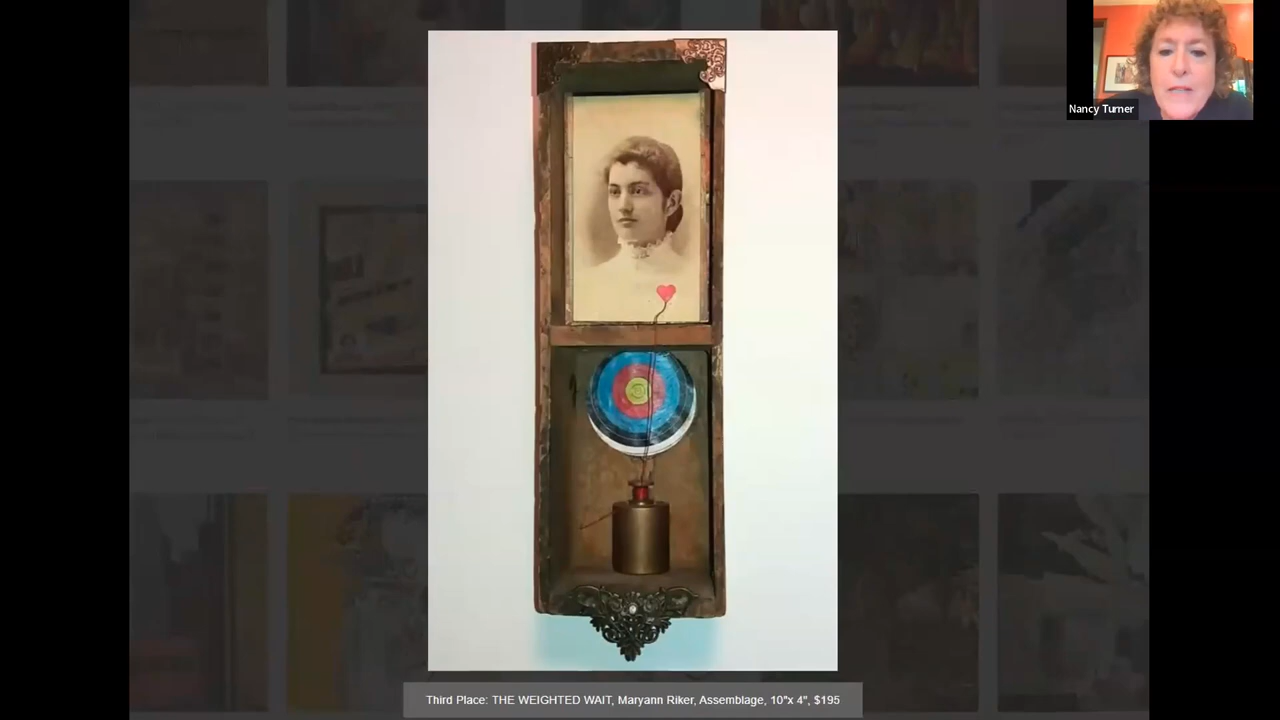 Nancy Turner
Third Place: THE WEIGHTED WAIT, Maryann Riker, Assemblage, 10"x 4", $195